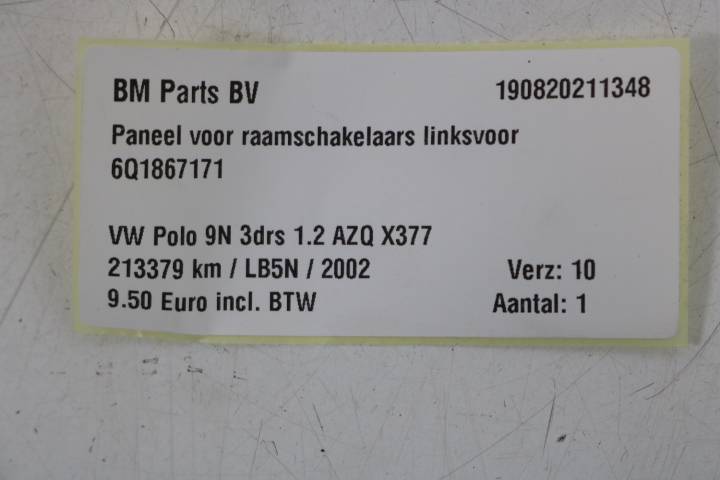 BM Parts BV 190820211348
Paneel voor raamschakelaars linksvoor
6Q1867171
VW Polo 9N 3drs 1.2 AZQ X377
213379 km / LB5N / 2002 Verz: 10
9.50 Euro incl. BTW Aantal: 1